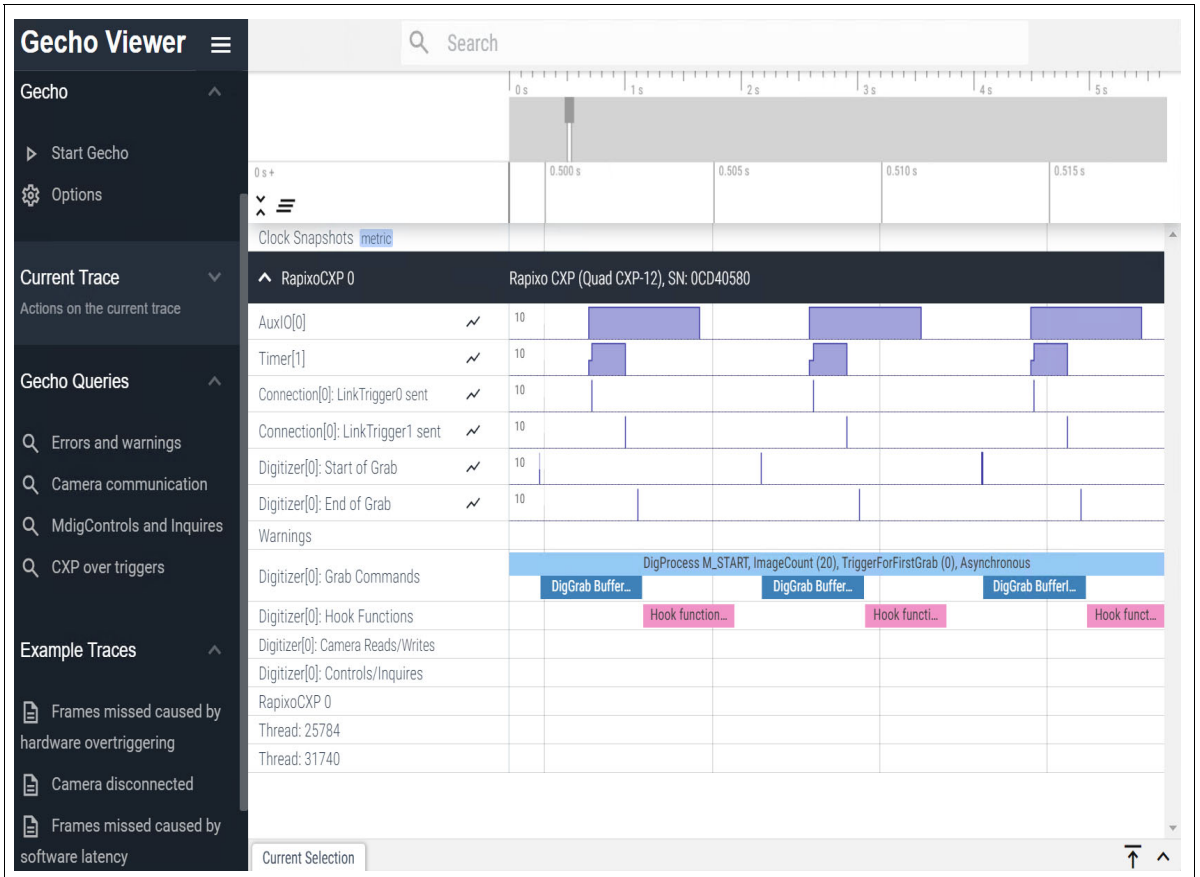 Gecho Viewer
Search
Gecho
Start Gecho
Options
Current Trace
Actions on the current trace
Gecho Queries
Errors and warnings
Camera communication
MdigControls and Inquires
CXP over triggers
Example Traces
Frames missed caused by
hardware overtriggering
Camera disconnected
Frames missed caused by
software latency
0 s 1 s 2 s 3 s 4 s 5 s
0 s + 0.500 s 0.505 s 0.510 s 0.515 s
Clock Snapshots metric
RapixoCXP 0 Rapixo CXP (Quad CXP-12), SN: 0CD40580
AuxIO[0] 10
Timer[1] 10
Connection[0]: LinkTrigger0 sent 10
Connection[0]: LinkTrigger1 sent 10
Digitizer[0]: Start of Grab 10
Digitizer[0]: End of Grab 10
Warnings
DigProcess M_START, ImageCount (20), TriggerForFirstGrab (0), Asynchronous
Digitizer[0]: Grab Commands
DigGrab Buffer... DigGrab Buffer... DigGrab BufferI...
Digitizer[0]: Hook Functions Hook function... Hook functi... Hook funct...
Digitizer[0]: Camera Reads/Writes
Digitizer[0]: Controls/Inquires
RapixoCXP 0
Thread: 25784
Thread: 31740
Current Selection